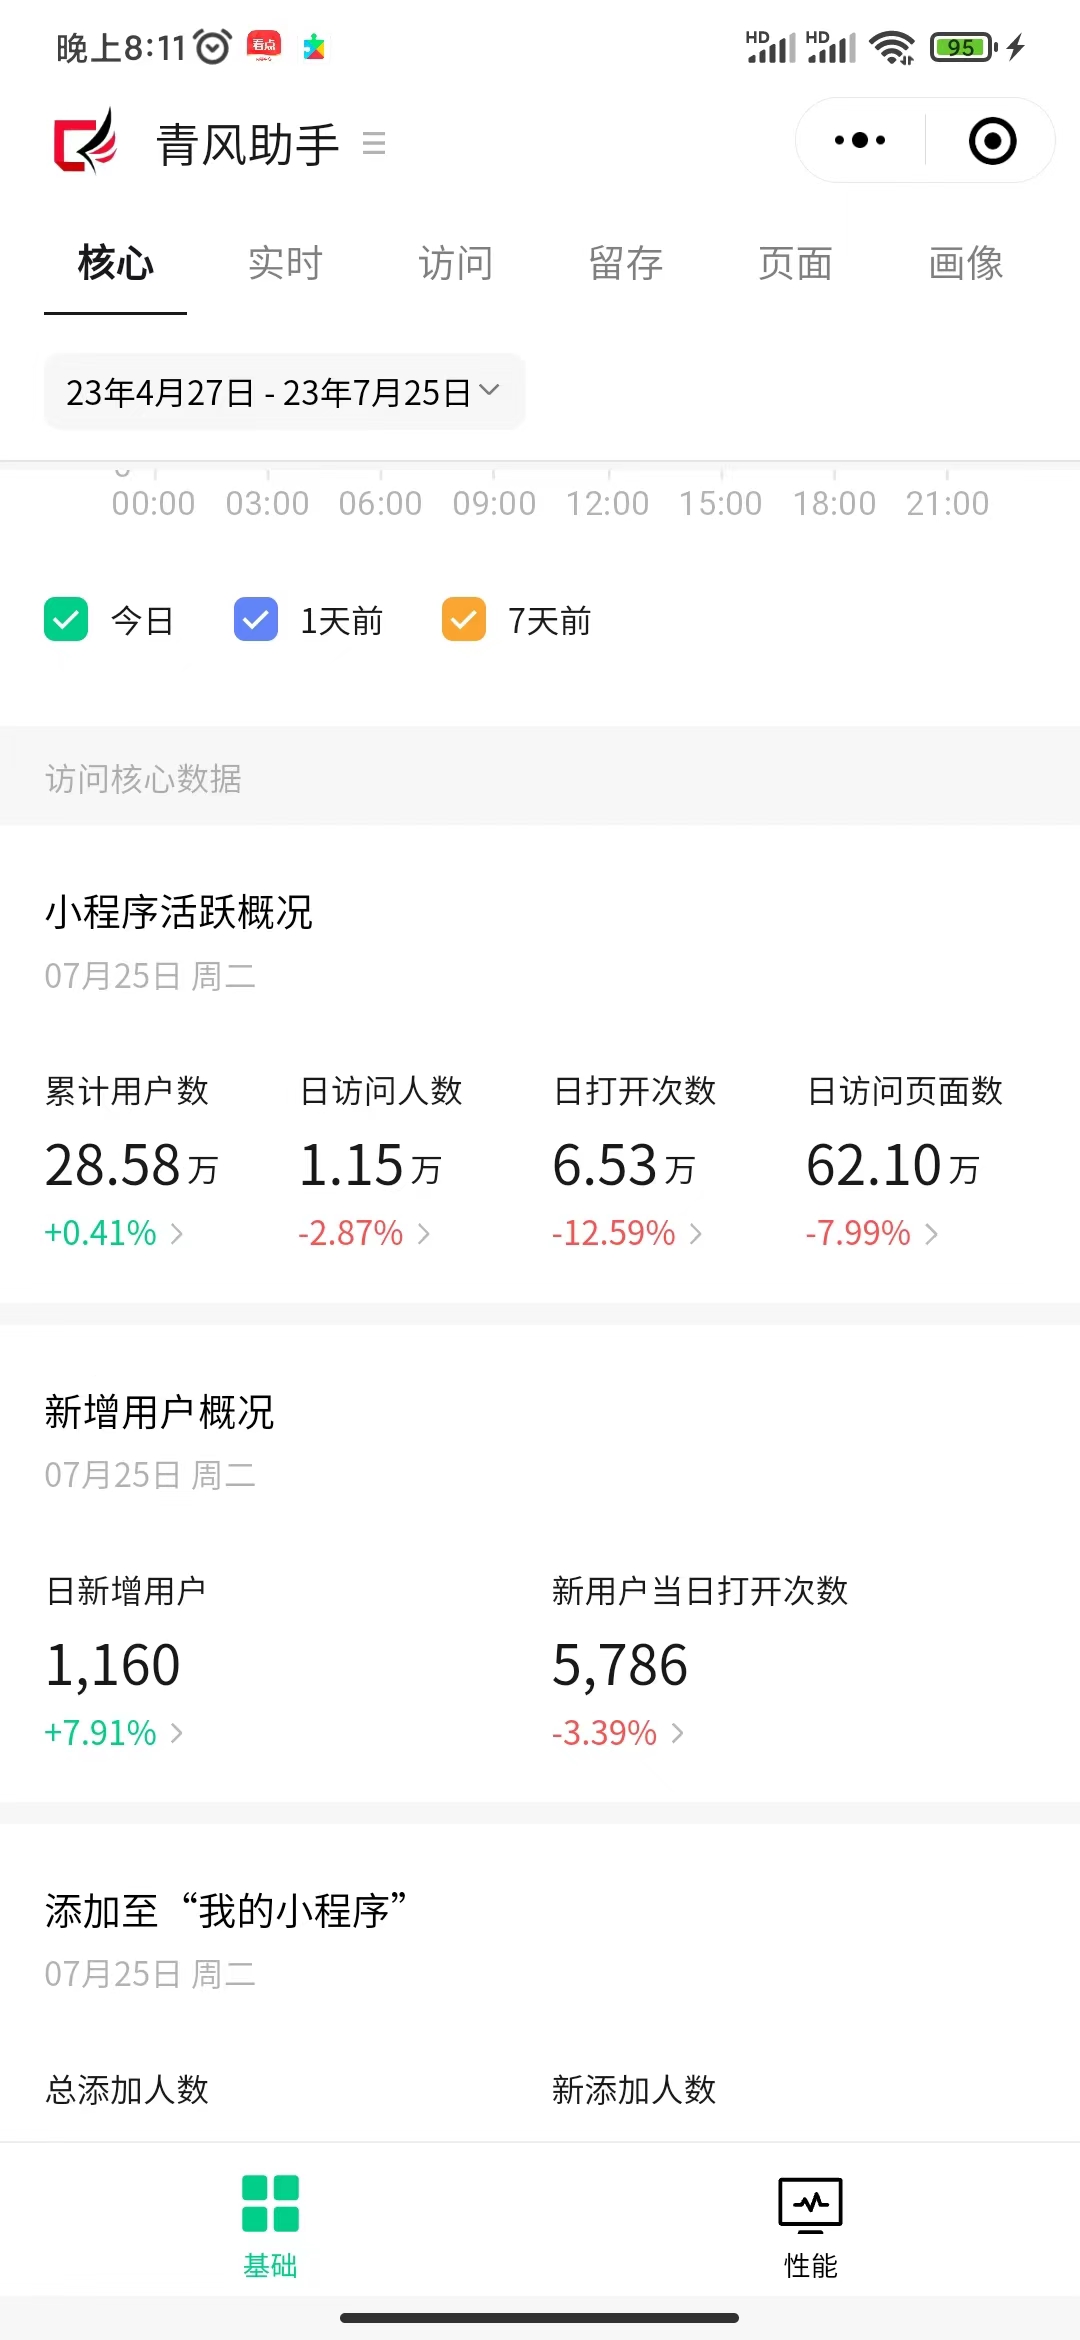 晚上8:11
HD
HD
95
看点
青风助手
核心 实时 访问 留存 页面 画像
23年4月27日 - 23年7月25日
00:00 03:00 06:00 09:00 12:00 15:00 18:00 21:00
今日 1天前 7天前
访问核心数据
小程序活跃概况
07月25日 周二
累计用户数 日访问人数 日打开次数 日访问页面数
28.58万 1.15万 6.53万 62.10万
+0.41% -2.87% -12.59% -7.99%
新增用户概况
07月25日 周二
日新增用户 新用户当日打开次数
1,160 5,786
+7.91% -3.39%
添加至“我的小程序”
07月25日 周二
总添加人数 新添加人数
基础 性能